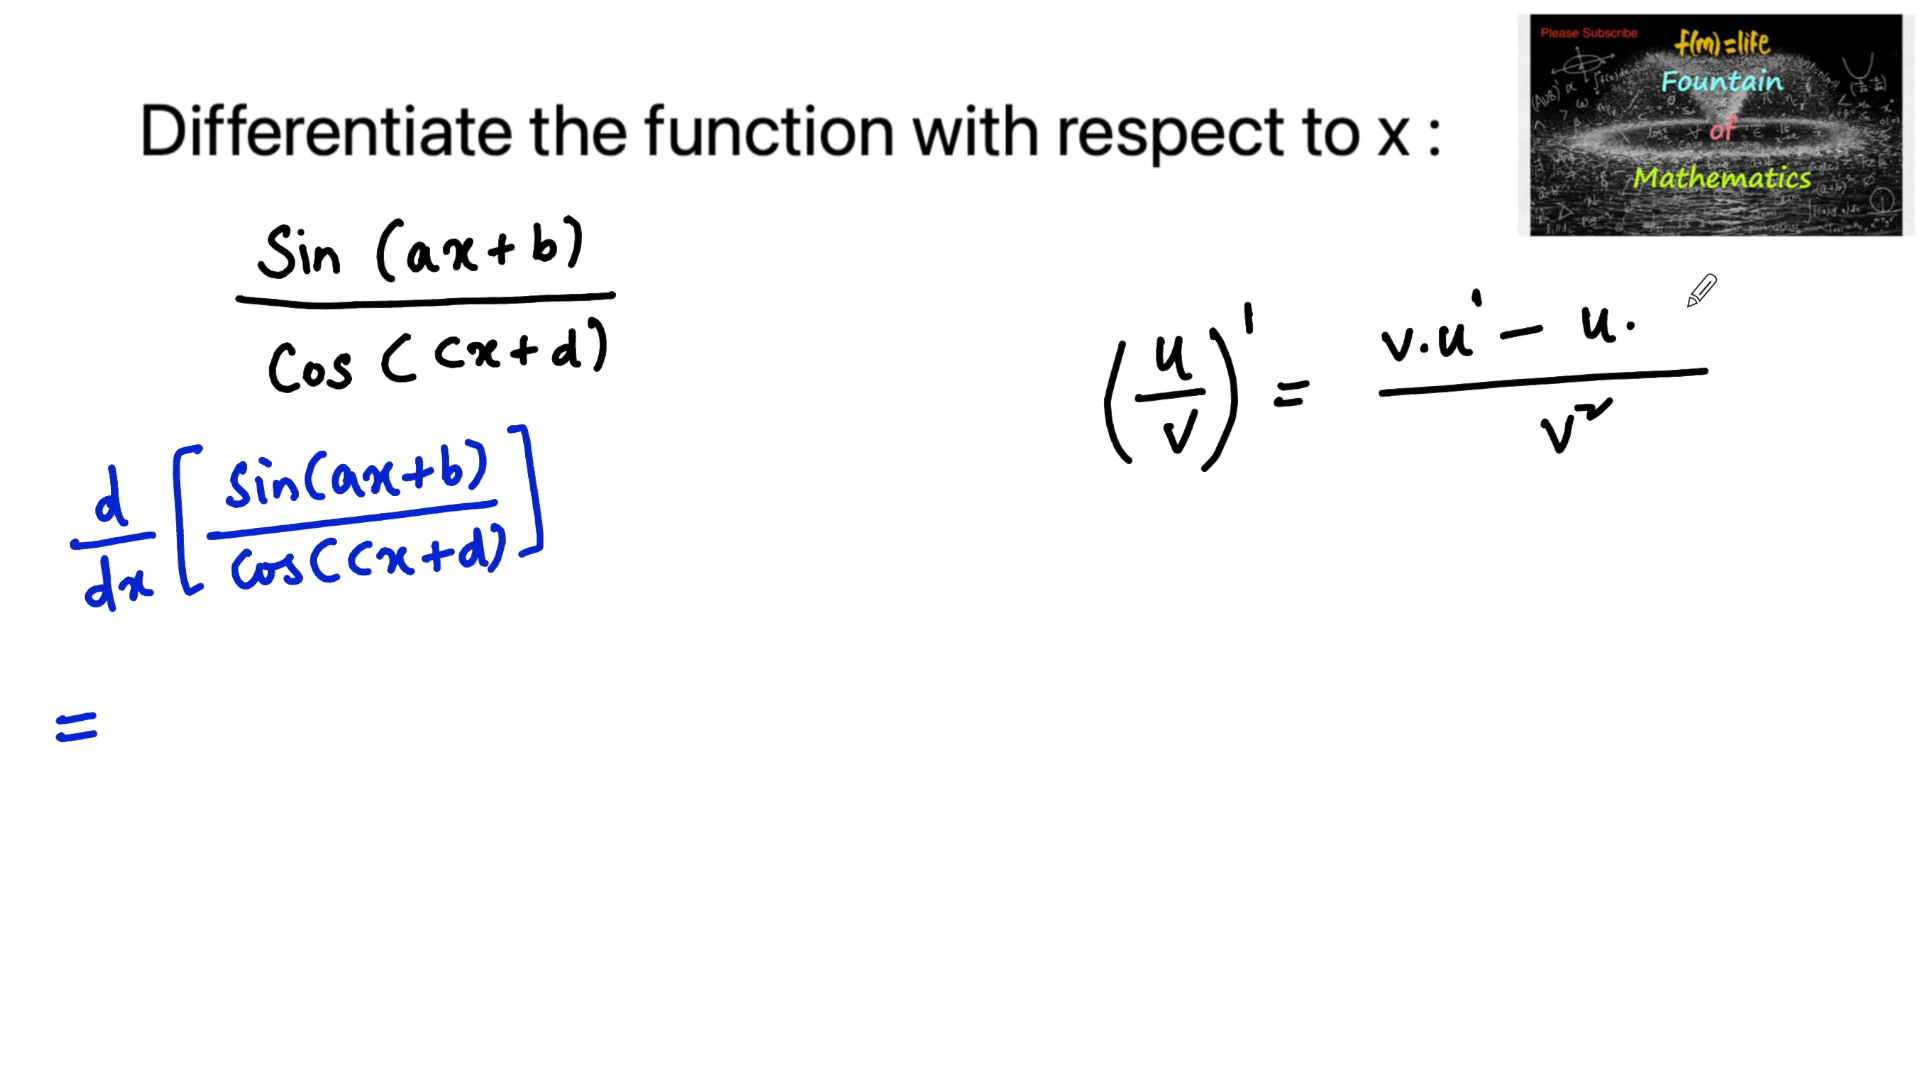 Differentiate the function with respect to x :
Please Subscribe
f(m)=life
Fountain
of
Mathematics
Sin (ax+b)
Cos (cx+d)
(u/v)' = v.u' - u. / v²
d/dx [sin(ax+b) / cos(cx+d)]
=